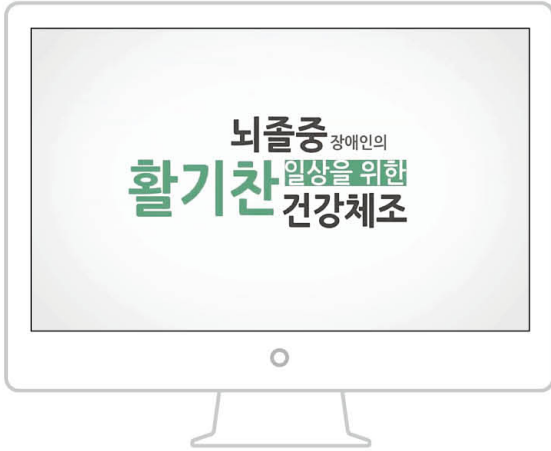 뇌졸중 장애인의
활기찬 일상을 위한
건강체조